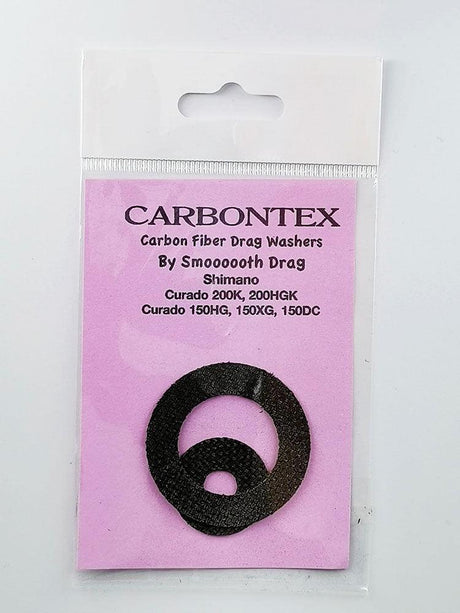 CARBONTEX
Carbon Fiber Drag Washers
By Smoooooth Drag
Shimano
Curado 200K, 200HGK
Curado 150HG, 150XG, 150DC